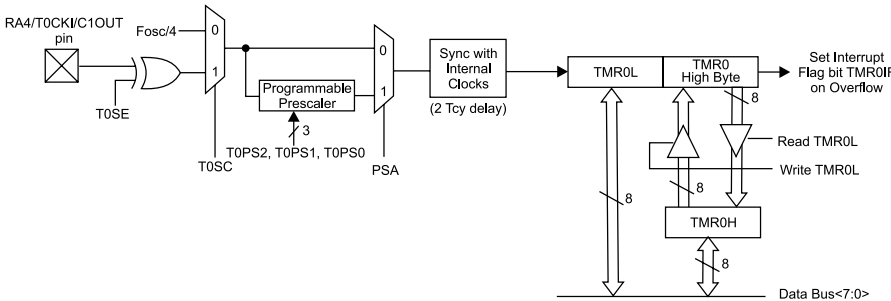 RA4/T0CKI/C1OUT
pin
Fosc/4
0
1
T0SE
T0SC
Programmable
Prescaler
3
T0PS2, T0PS1, T0PS0
0
1
PSA
Sync with
Internal
Clocks
(2 Tcy delay)
TMR0L
TMR0
High Byte
Set Interrupt
Flag bit TMR0IF
on Overflow
8
Read TMR0L
Write TMR0L
8
8
TMR0H
8
Data Bus<7:0>